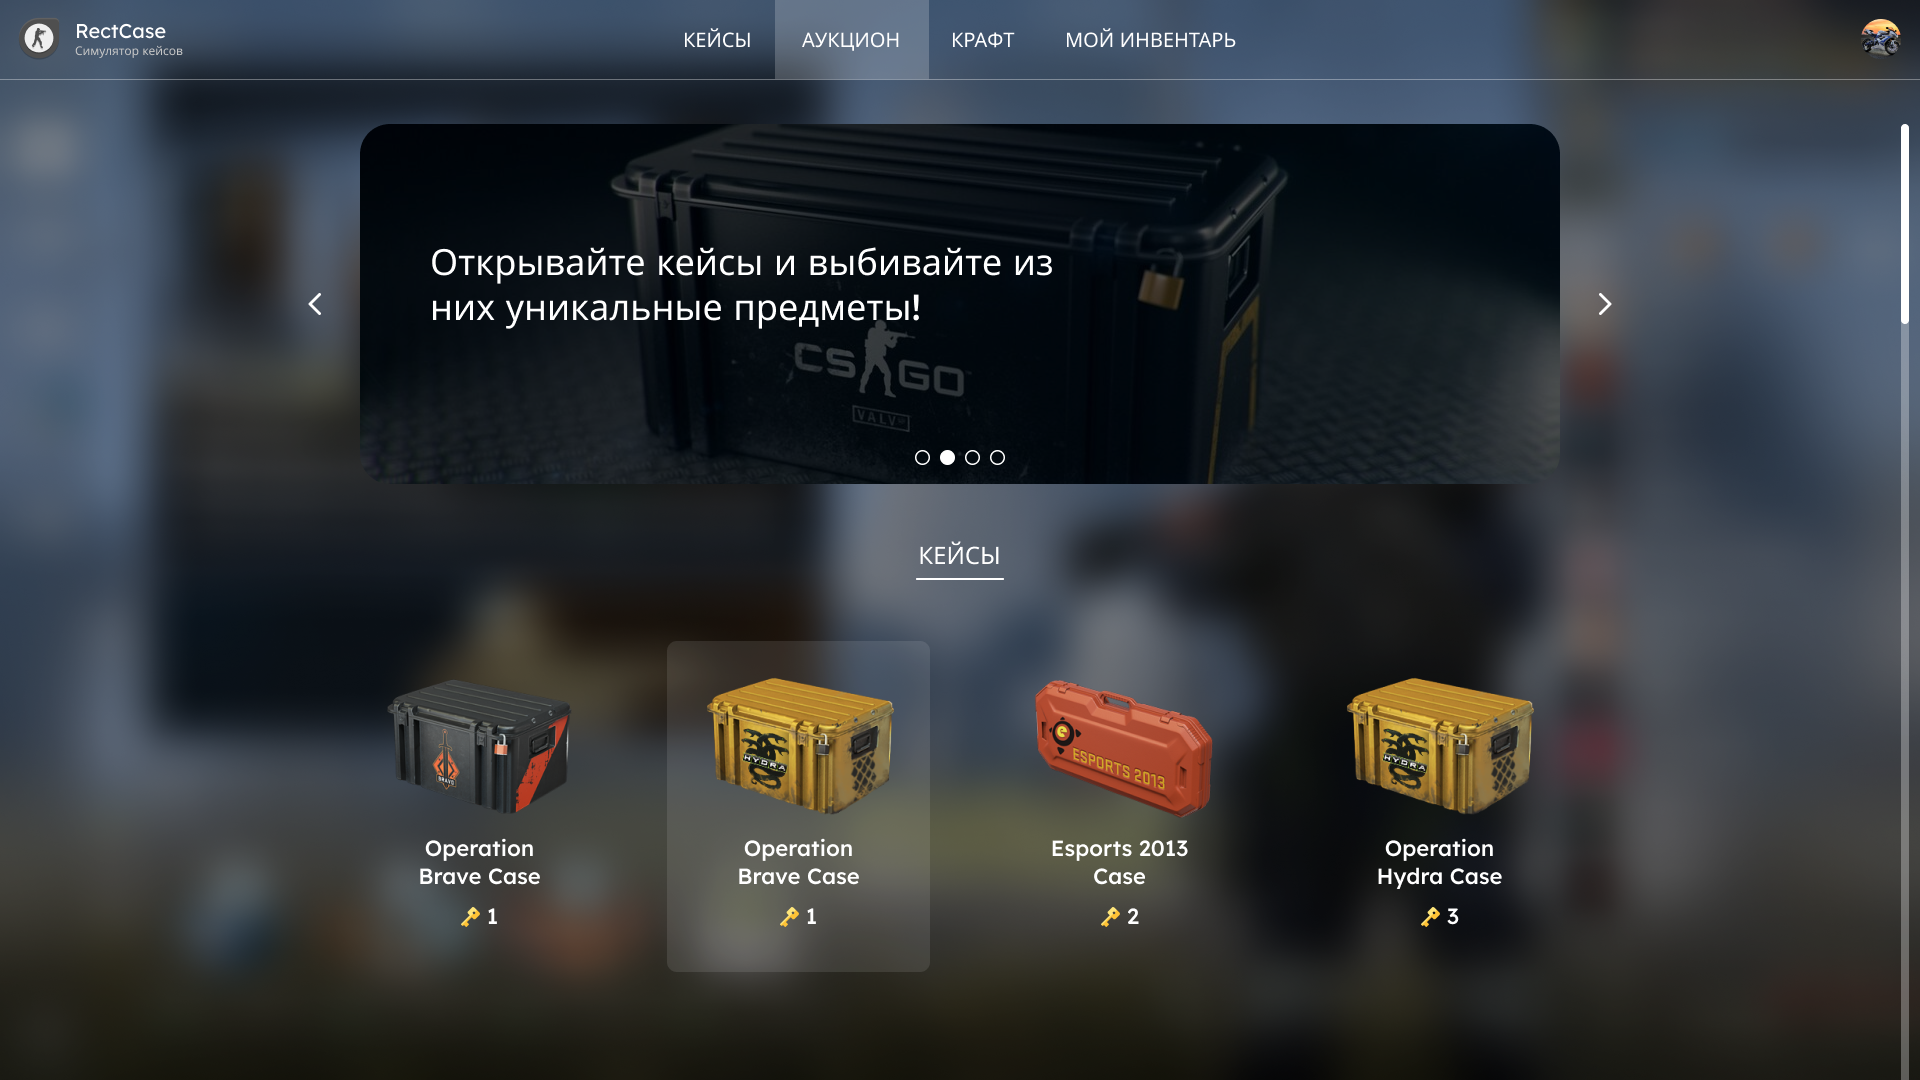 RectCase
Симулятор кейсов
КЕЙСЫ
АУКЦИОН
КРАФТ
МОЙ ИНВЕНТАРЬ
Открывайте кейсы и выбивайте из
них уникальные предметы!
CS GO
VALVE
КЕЙСЫ
BRAVO
HYDRA
ESPORTS 2013
HYDRA
Operation
Brave Case
1
Operation
Brave Case
1
Esports 2013
Case
2
Operation
Hydra Case
3